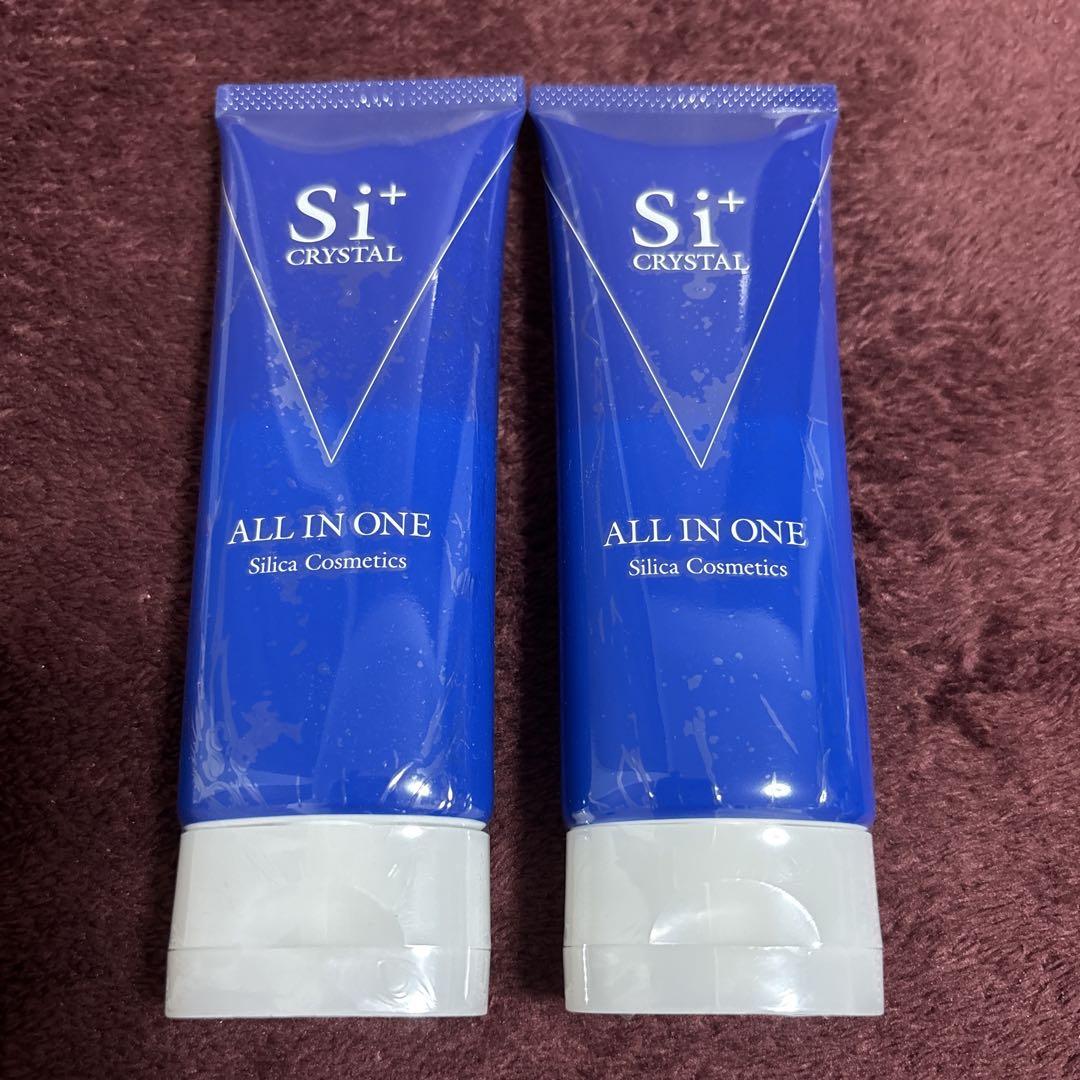 Si+
CRYSTAL
ALL IN ONE
Silica Cosmetics
Si+
CRYSTAL
ALL IN ONE
Silica Cosmetics